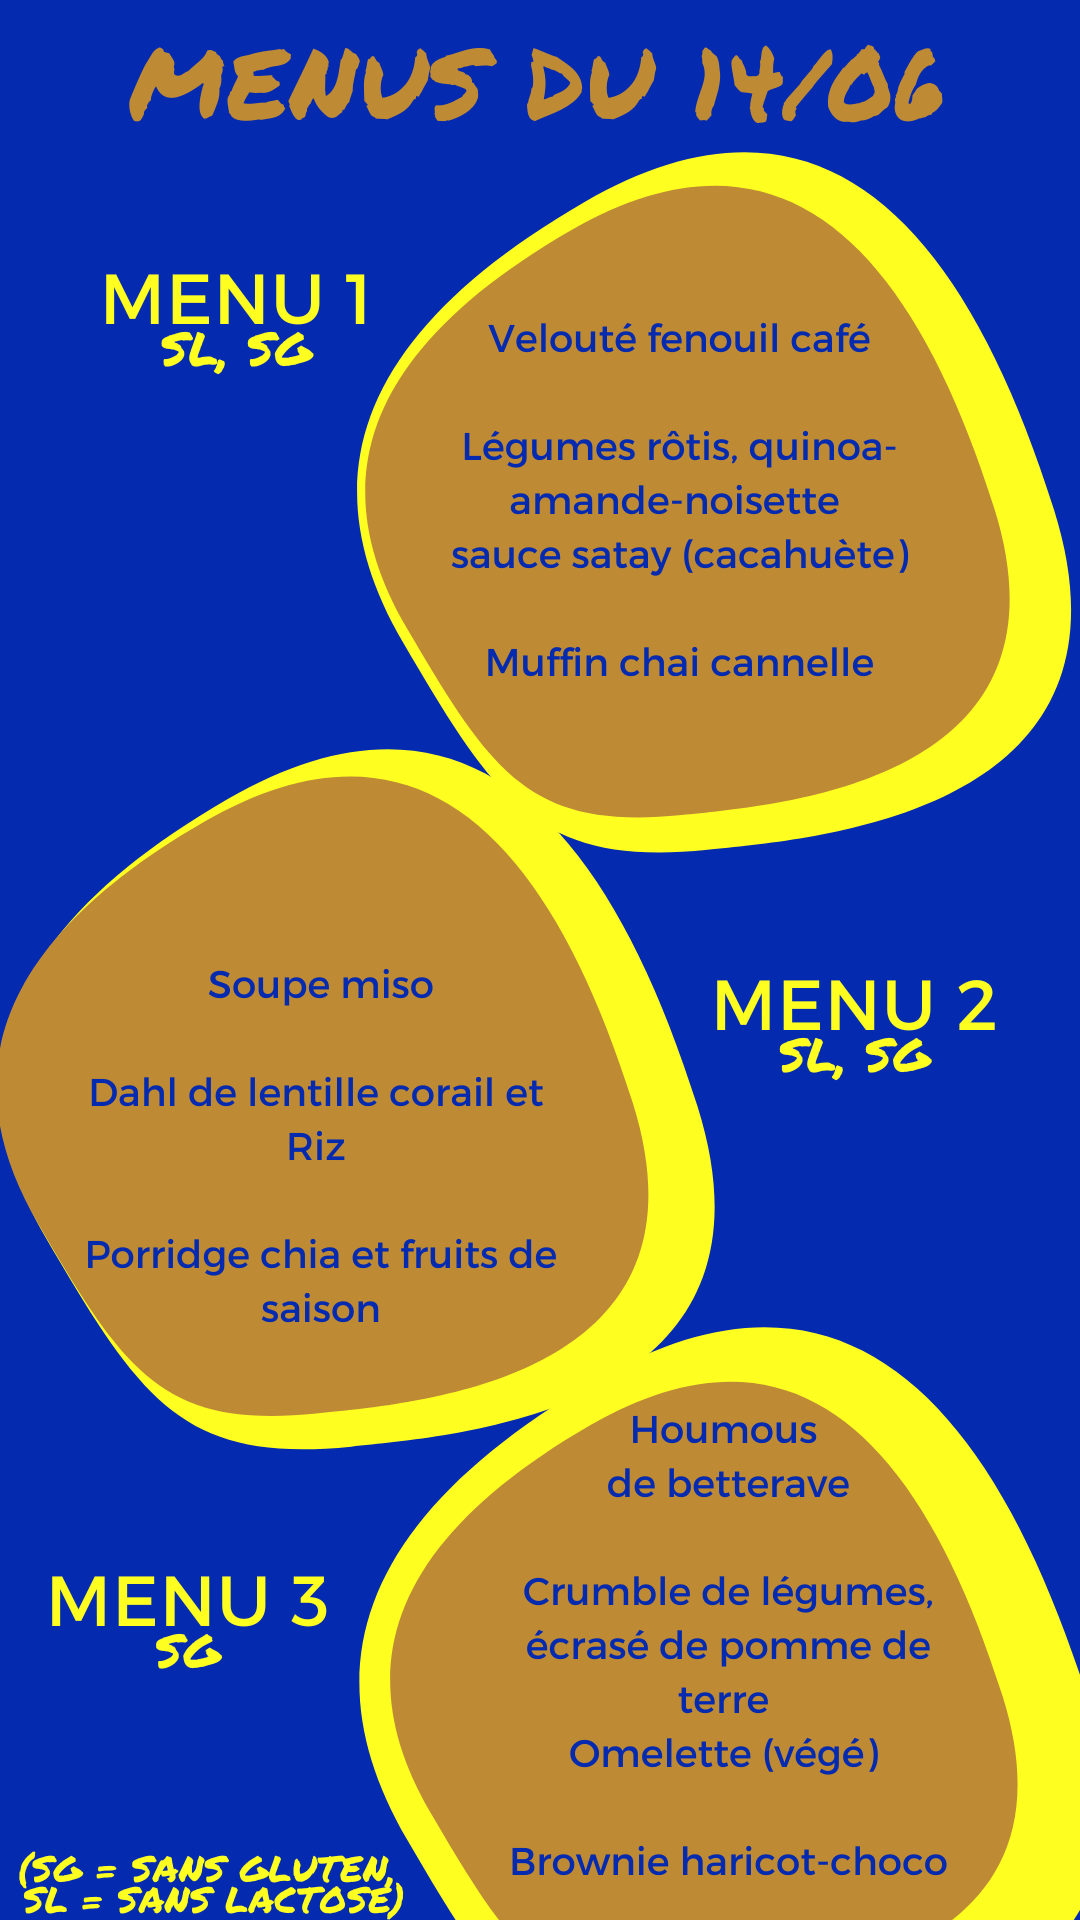 MENUS DU 14/06
MENU 1
SL, SG
Velouté fenouil café
Légumes rôtis, quinoa-
amande-noisette
sauce satay (cacahuète)
Muffin chai cannelle
Soupe miso
Dahl de lentille corail et
Riz
Porridge chia et fruits de
saison
MENU 2
SL, SG
Houmous
de betterave
Crumble de légumes,
écrasé de pomme de
terre
Omelette (végé)
Brownie haricot-choco
MENU 3
SG
(SG = SANS GLUTEN,
SL = SANS LACTOSE)